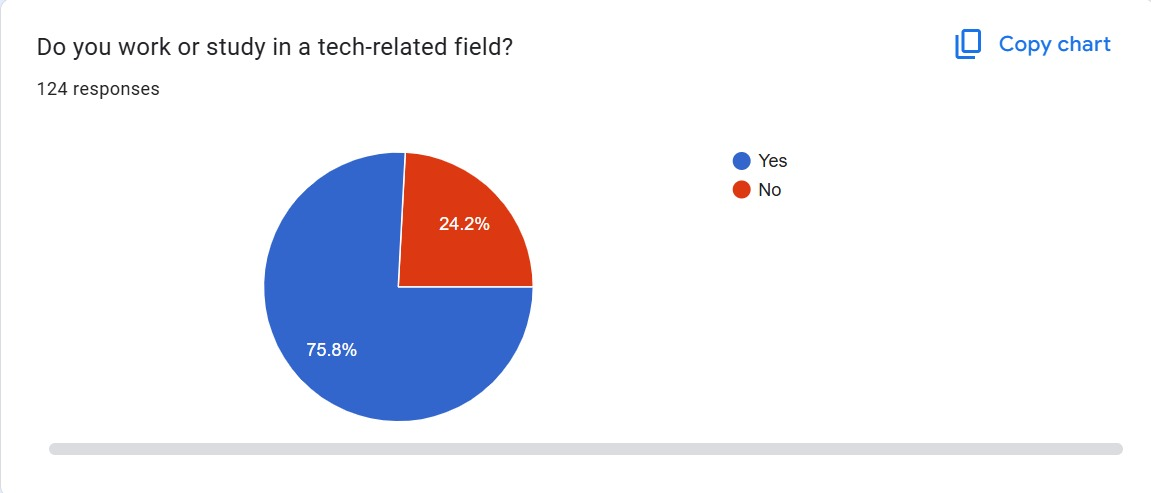 Do you work or study in a tech-related field?
Copy chart
124 responses
Yes
No
24.2%
75.8%